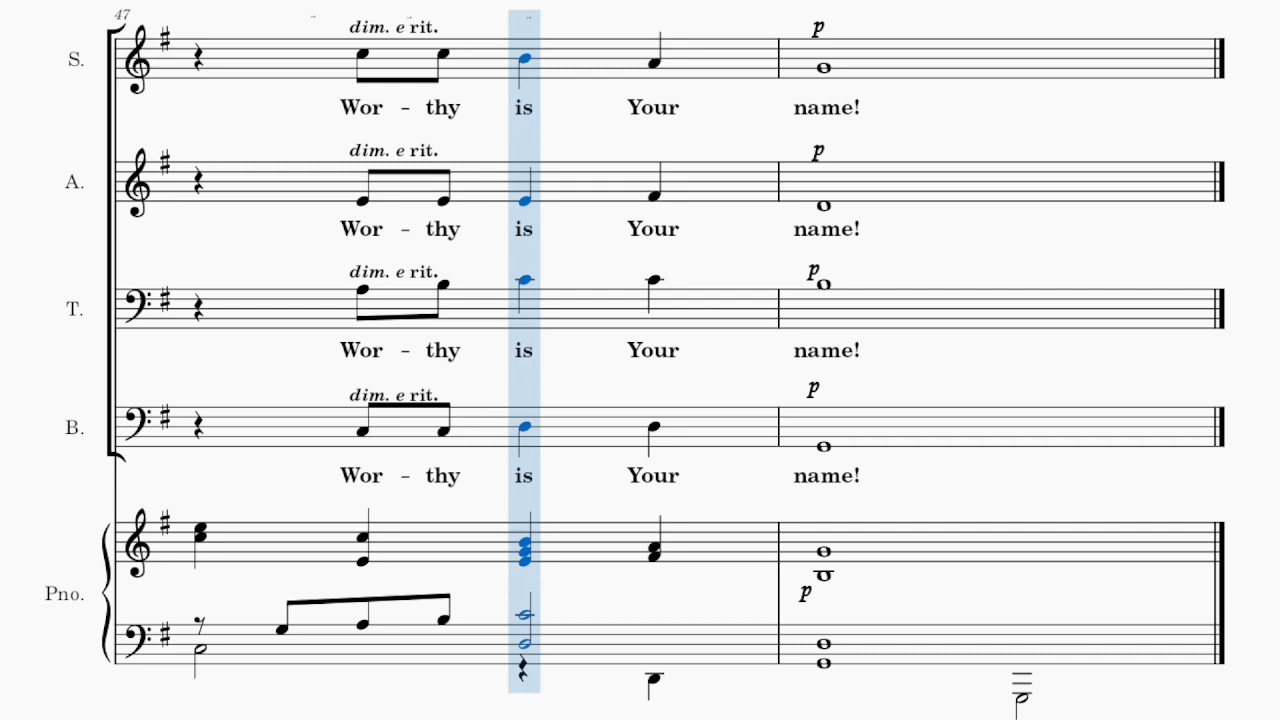 47
dim. e rit.
p
S.
Wor - thy is Your name!
dim. e rit.
p
A.
Wor - thy is Your name!
dim. e rit.
p
T.
Wor - thy is Your name!
dim. e rit.
p
B.
Wor - thy is Your name!
Pno.
p